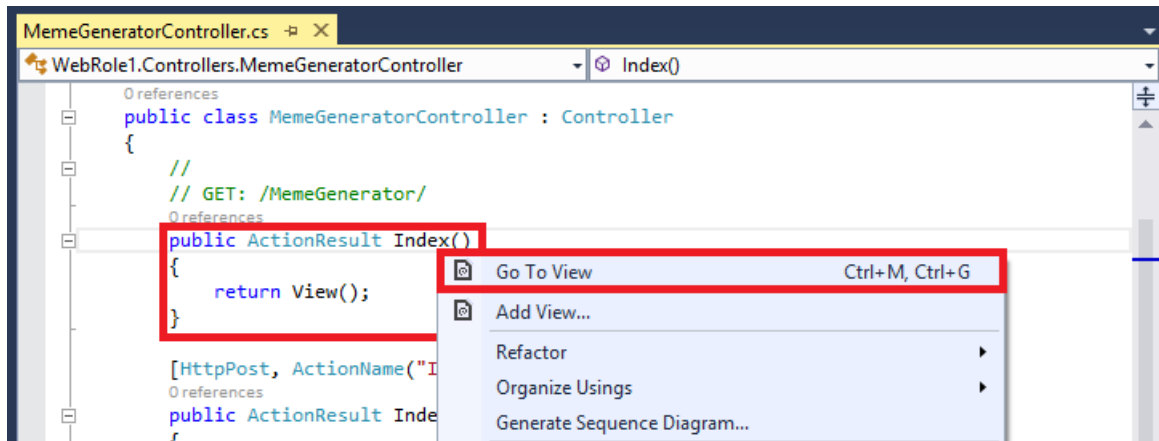 MemeGeneratorController.cs
WebRole1.Controllers.MemeGeneratorController Index()
0 references
public class MemeGeneratorController : Controller
{
//
// GET: /MemeGenerator/
0 references
public ActionResult Index()
{
return View();
}
[HttpPost, ActionName("I
0 references
public ActionResult Inde
{
Go To View Ctrl+M, Ctrl+G
Add View...
Refactor
Organize Usings
Generate Sequence Diagram...